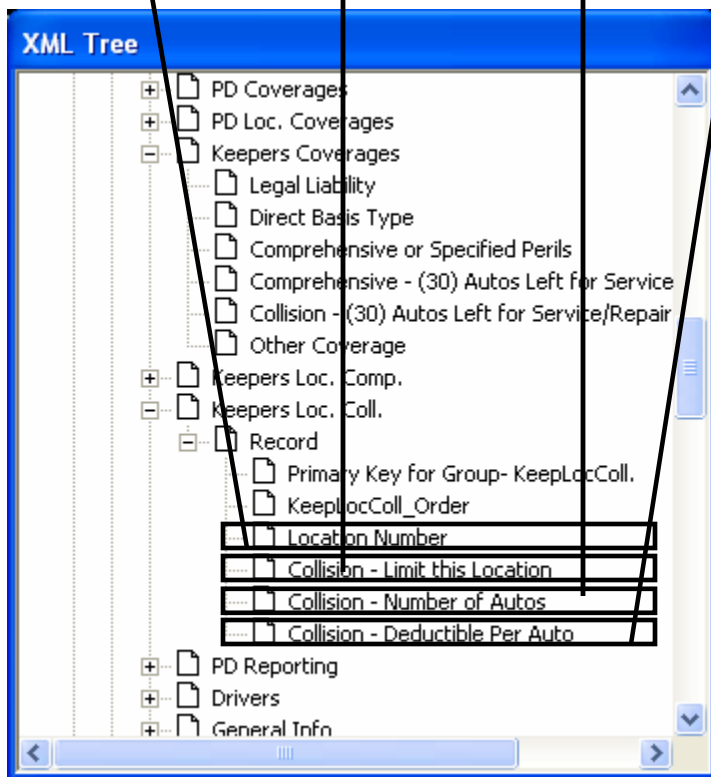 XML Tree
PD Coverages
PD Loc. Coverages
Keepers Coverages
Legal Liability
Direct Basis Type
Comprehensive or Specified Perils
Comprehensive - (30) Autos Left for Service
Collision - (30) Autos Left for Service/Repair
Other Coverage
Keepers Loc. Comp.
Keepers Loc. Coll.
Record
Primary Key for Group- KeepLocColl.
KeepLocColl_Order
Location Number
Collision - Limit this Location
Collision - Number of Autos
Collision - Deductible Per Auto
PD Reporting
Drivers
General Info